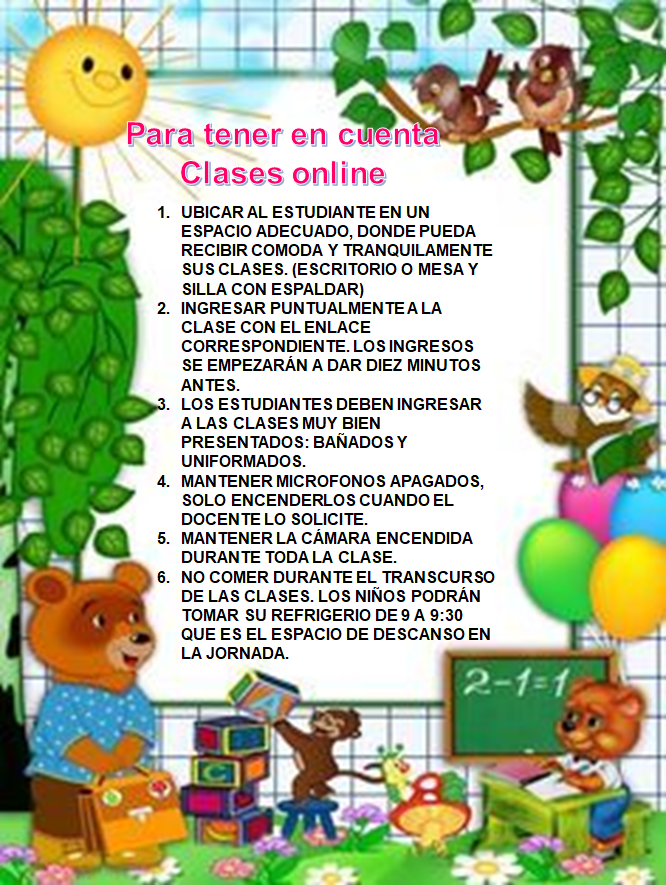 Para tener en cuenta
Clases online
1. UBICAR AL ESTUDIANTE EN UN
ESPACIO ADECUADO, DONDE PUEDA
RECIBIR COMODA Y TRANQUILAMENTE
SUS CLASES. (ESCRITORIO O MESA Y
SILLA CON ESPALDAR)
2. INGRESAR PUNTUALMENTE A LA
CLASE CON EL ENLACE
CORRESPONDIENTE. LOS INGRESOS
SE EMPEZARÁN A DAR DIEZ MINUTOS
ANTES.
3. LOS ESTUDIANTES DEBEN INGRESAR
A LAS CLASES MUY BIEN
PRESENTADOS: BAÑADOS Y
UNIFORMADOS.
4. MANTENER MICROFONOS APAGADOS,
SOLO ENCENDERLOS CUANDO EL
DOCENTE LO SOLICITE.
5. MANTENER LA CÁMARA ENCENDIDA
DURANTE TODA LA CLASE.
6. NO COMER DURANTE EL TRANSCURSO
DE LAS CLASES. LOS NIÑOS PODRÁN
TOMAR SU REFRIGERIO DE 9 A 9:30
QUE ES EL ESPACIO DE DESCANSO EN
LA JORNADA.
2-1=1
A
B
C